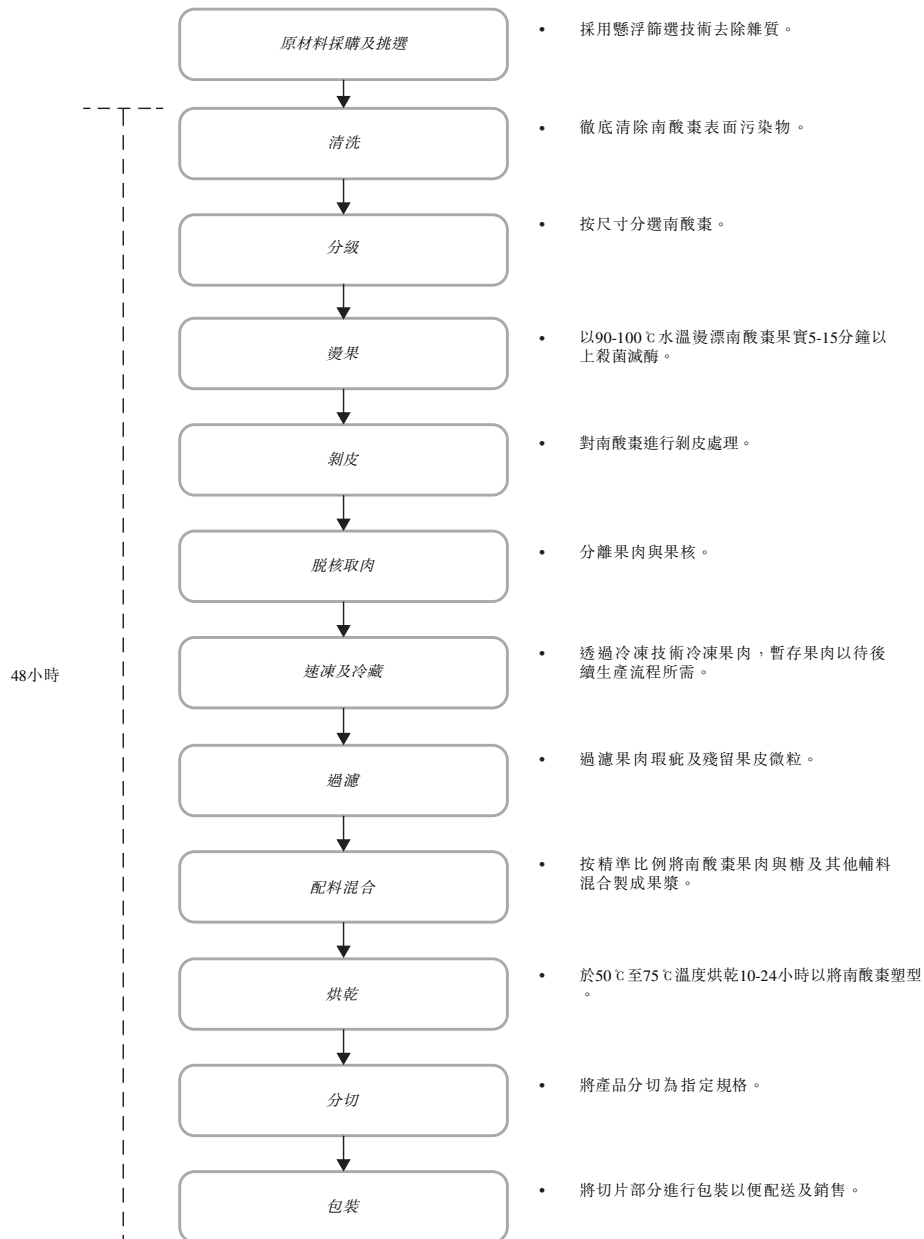 原材料採購及挑選
• 採用懸浮篩選技術去除雜質。
清洗
• 徹底清除南酸棗表面污染物。
分級
• 按尺寸分選南酸棗。
燙果
• 以90-100℃水溫燙漂南酸棗果實5-15分鐘以
上殺菌滅酶。
剝皮
• 對南酸棗進行剝皮處理。
脫核取肉
• 分離果肉與果核。
48小時
速凍及冷藏
• 透過冷凍技術冷凍果肉，暫存果肉以待後
續生產流程所需。
過濾
• 過濾果肉瑕疵及殘留果皮微粒。
配料混合
• 按精準比例將南酸棗果肉與糖及其他輔料
混合製成果漿。
烘乾
• 於50℃至75℃溫度烘乾10-24小時以將南酸棗塑型
。
分切
• 將產品分切為指定規格。
包裝
• 將切片部分進行包裝以便配送及銷售。